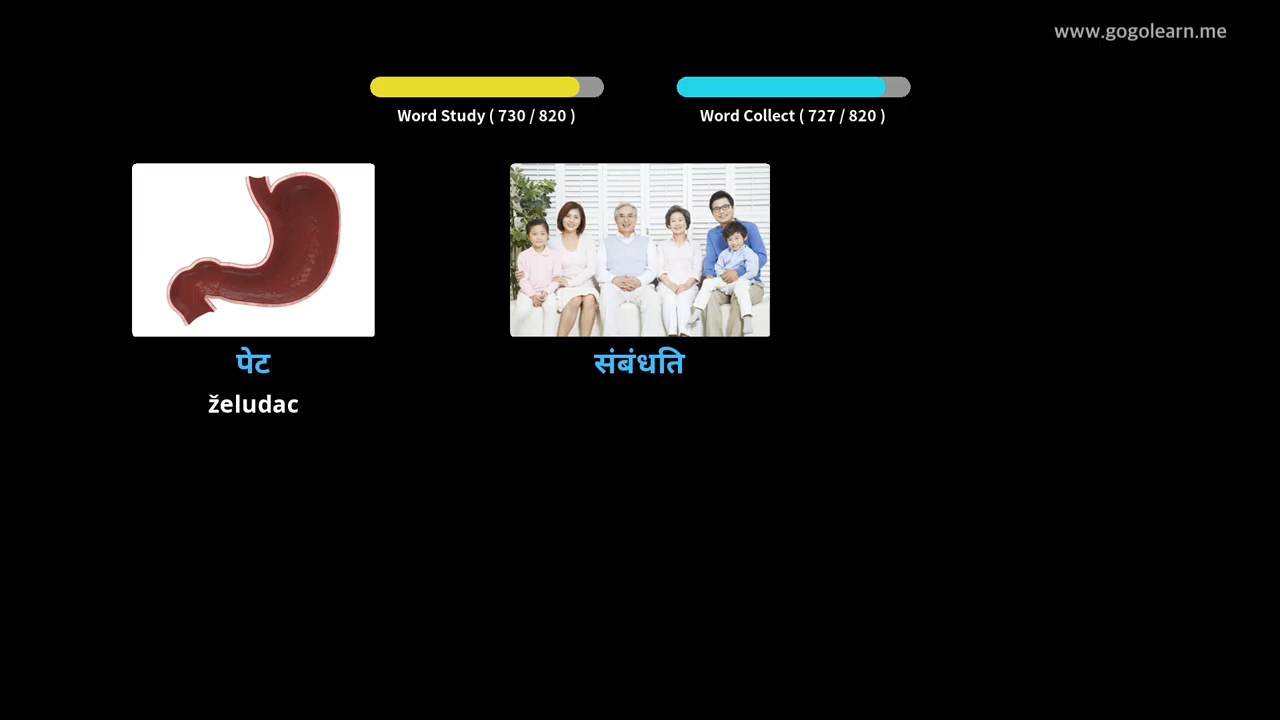 www.gogolearn.me
Word Study ( 730 / 820 )
Word Collect ( 727 / 820 )
पेट
želudac
संबंधति